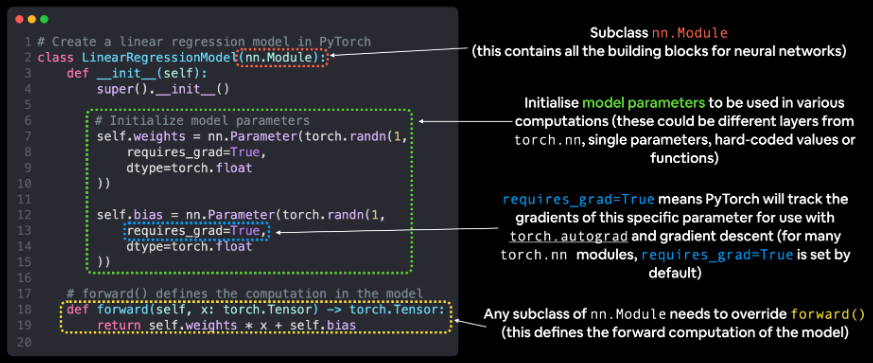 1 # Create a linear regression model in PyTorch
2 class LinearRegressionModel(nn.Module):
3 def __init__(self):
4 super().__init__()
5
6 # Initialize model parameters
7 self.weights = nn.Parameter(torch.randn(1,
8 requires_grad=True,
9 dtype=torch.float
10 ))
11
12 self.bias = nn.Parameter(torch.randn(1,
13 requires_grad=True,
14 dtype=torch.float
15 ))
16
17 # forward() defines the computation in the model
18 def forward(self, x: torch.Tensor) -> torch.Tensor:
19 return self.weights * x + self.bias
20
Subclass nn.Module
(this contains all the building blocks for neural networks)
Initialise model parameters to be used in various
computations (these could be different layers from
torch.nn, single parameters, hard-coded values or
functions)
requires_grad=True means PyTorch will track the
gradients of this specific parameter for use with
torch.autograd and gradient descent (for many
torch.nn modules, requires_grad=True is set by
default)
Any subclass of nn.Module needs to override forward()
(this defines the forward computation of the model)